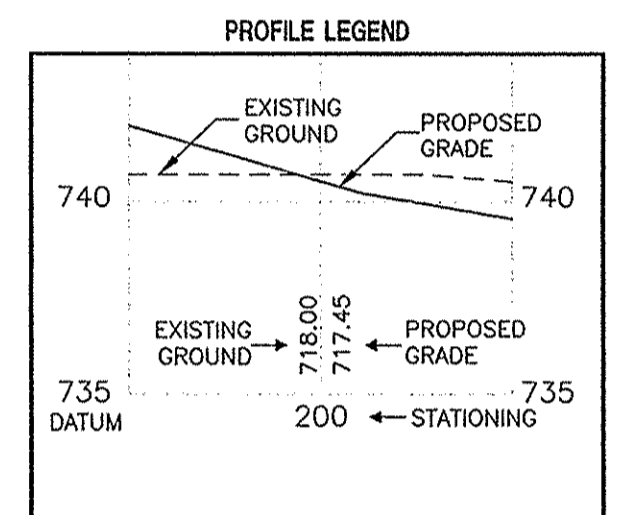 PROFILE LEGEND
EXISTING
GROUND
PROPOSED
GRADE
740
740
EXISTING
GROUND
718.00
717.45
PROPOSED
GRADE
735
735
DATUM
200
STATIONING